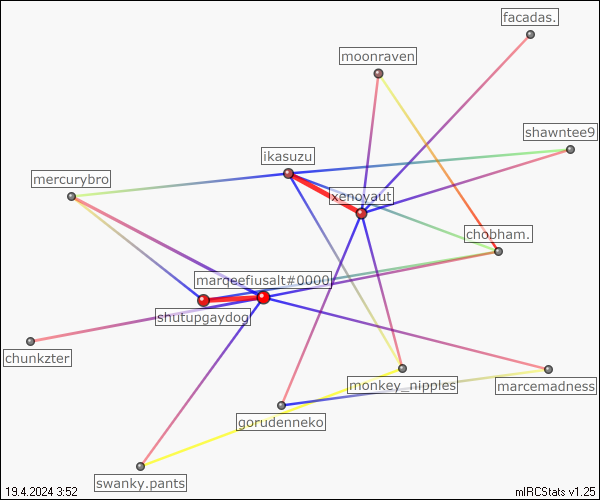 facadas.
moonraven
shawntee9
ikasuzu
mercurybro
xenoyaut
chobham.
marqeefiusalt#0000
shutupgaydog
chunkzter
monkey_nipples
marcemadness
gorudenneko
swanky.pants
19.4.2024 3:52
mIRCStats v1.25